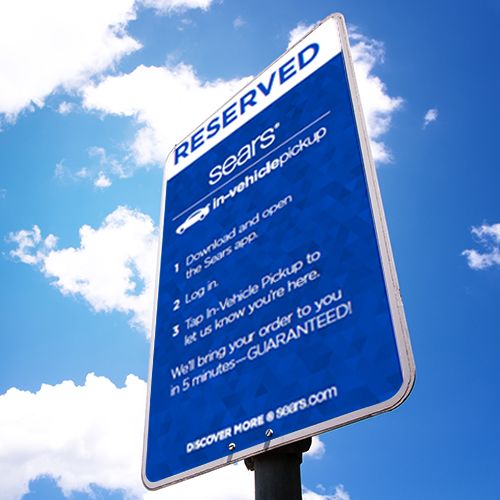 RESERVED
sears®
in-vehiclepickup
1 Download and open
the Sears app.
2 Log in.
3 Tap In-Vehicle Pickup to
let us know you're here.
We'll bring your order to you
in 5 minutes—GUARANTEED!
DISCOVER MORE @ sears.com